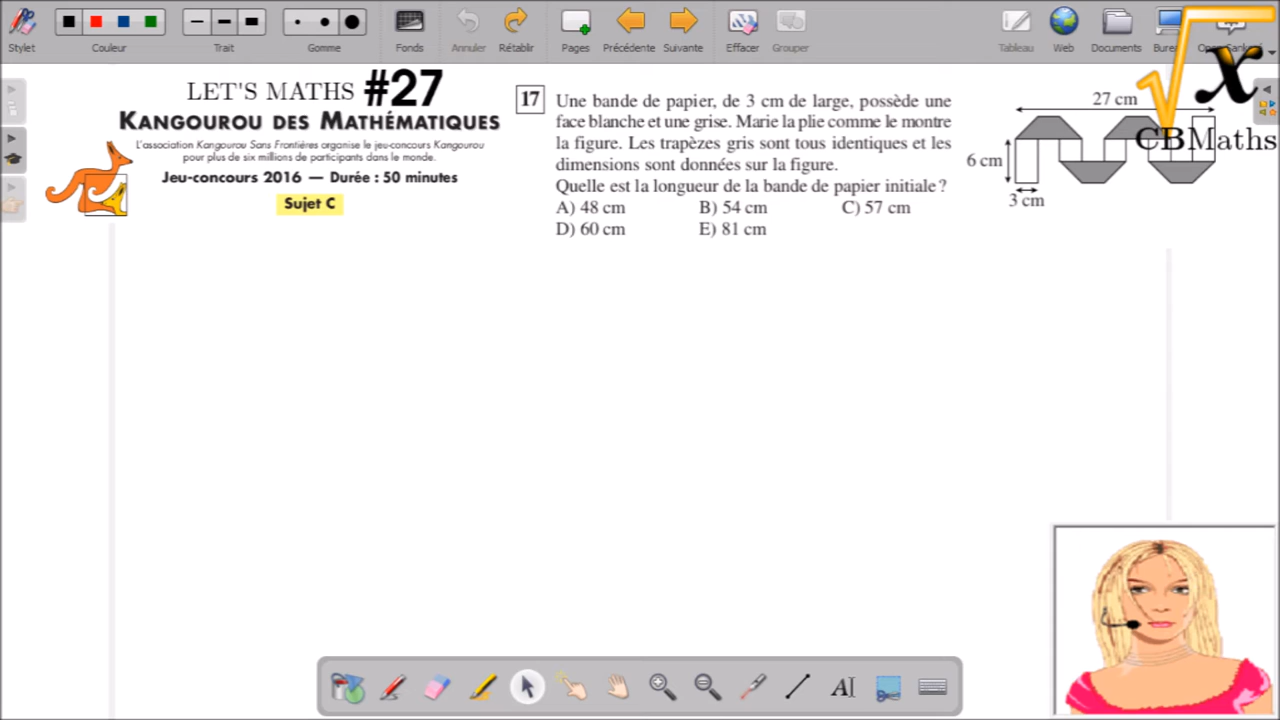 Stylet
Couleur
Trait
Gomme
Fonds
Annuler
Rétablir
Pages
Précédente
Suivante
Effacer
Grouper
Tableau
Web
Documents
LET'S MATHS #27
KANGOUROU DES MATHÉMATIQUES
L'association Kangourou Sans Frontières organise le jeu-concours Kangourou
pour plus de six millions de participants dans le monde.
Jeu-concours 2016 — Durée : 50 minutes
Sujet C
17
Une bande de papier, de 3 cm de large, possède une
face blanche et une grise. Marie la plie comme le montre
la figure. Les trapèzes gris sont tous identiques et les
dimensions sont données sur la figure.
Quelle est la longueur de la bande de papier initiale ?
A) 48 cm B) 54 cm C) 57 cm
D) 60 cm E) 81 cm
27 cm
6 cm
3 cm
x
CBMaths
AI